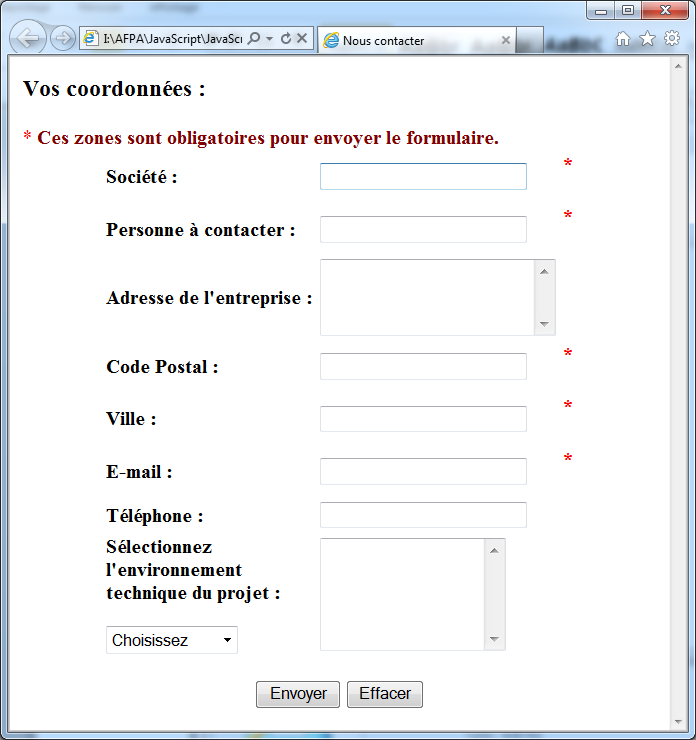 I:\AFPA\JavaScript\JavaScr
Nous contacter
Vos coordonnées :
* Ces zones sont obligatoires pour envoyer le formulaire.
Société : *
Personne à contacter : *
Adresse de l'entreprise :
Code Postal : *
Ville : *
E-mail : *
Téléphone :
Sélectionnez
l'environnement
technique du projet :
Choisissez
Envoyer Effacer